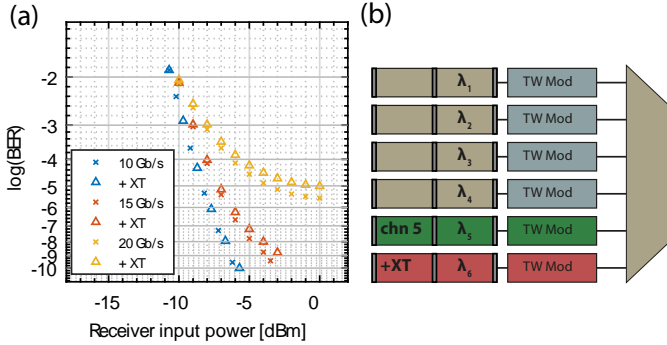 (a)
log(BER)
-2
-3
-4
-5
-6
-7
-8
-9
-10
10 Gb/s
+ XT
15 Gb/s
+ XT
20 Gb/s
+ XT
-15
-10
-5
0
Receiver input power [dBm]
(b)
λ1
TW Mod
λ2
TW Mod
λ3
TW Mod
λ4
TW Mod
chn 5
λ5
TW Mod
+XT
λ6
TW Mod